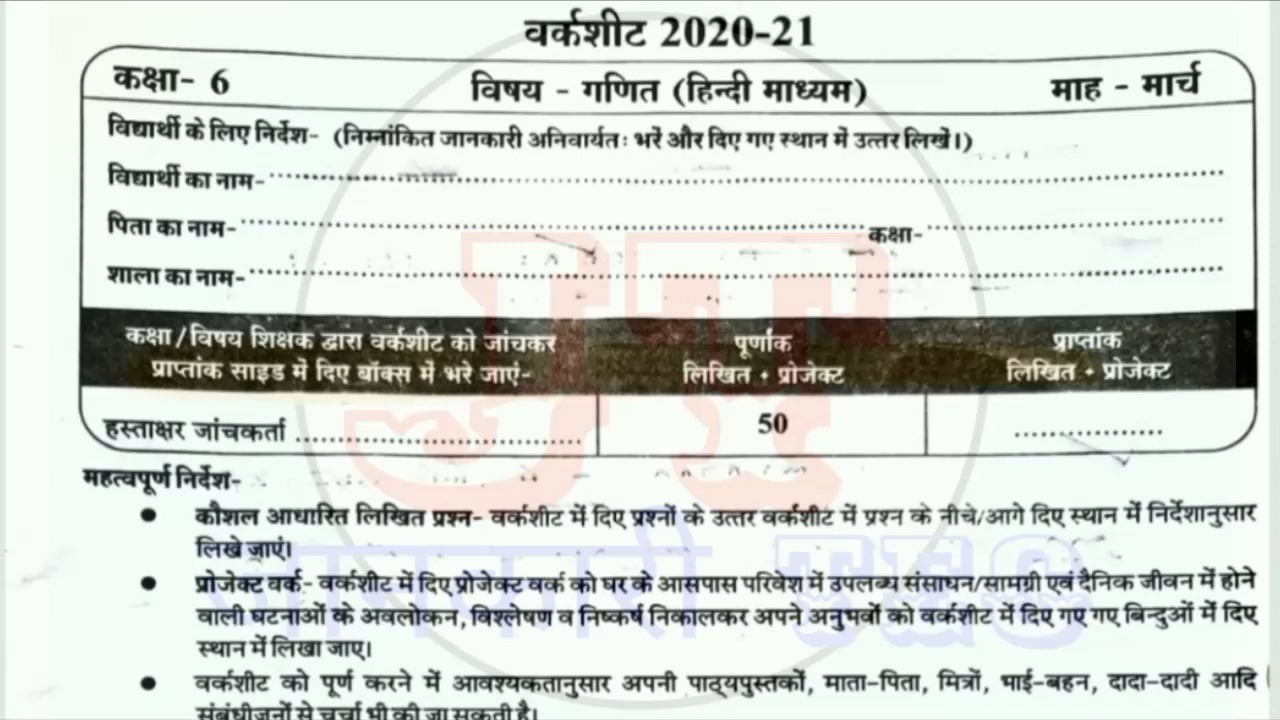 वर्कशीट 2020-21
कक्षा- 6 विषय - गणित (हिन्दी माध्यम) माह - मार्च
विद्यार्थी के लिए निर्देश- (निम्नांकित जानकारी अनिवार्यतः भरें और दिए गए स्थान में उत्तर लिखें।)
विद्यार्थी का नाम-
पिता का नाम- कक्षा-
शाला का नाम-
कक्षा/विषय शिक्षक द्वारा वर्कशीट को जांचकर पूर्णांक प्राप्तांक
प्राप्तांक साइड में दिए बॉक्स में भरे जाएं- लिखित + प्रोजेक्ट लिखित + प्रोजेक्ट
हस्ताक्षर जांचकर्ता 50
महत्वपूर्ण निर्देश-
● कौशल आधारित लिखित प्रश्न- वर्कशीट में दिए प्रश्नों के उत्तर वर्कशीट में प्रश्न के नीचे/आगे दिए स्थान में निर्देशानुसार
लिखे जाएं।
● प्रोजेक्ट वर्क- वर्कशीट में दिए प्रोजेक्ट वर्क को घर के आसपास परिवेश में उपलब्ध संसाधन/सामग्री एवं दैनिक जीवन में होने
वाली घटनाओं के अवलोकन, विश्लेषण व निष्कर्ष निकालकर अपने अनुभवों को वर्कशीट में दिए गए गए बिन्दुओं में दिए
स्थान में लिखा जाए।
● वर्कशीट को पूर्ण करने में आवश्यकतानुसार अपनी पाठ्यपुस्तकों, माता-पिता, मित्रों, भाई-बहन, दादा-दादी आदि
संबंधीजनों से चर्चा भी की जा सकती है।
JT
जानकारी TEC